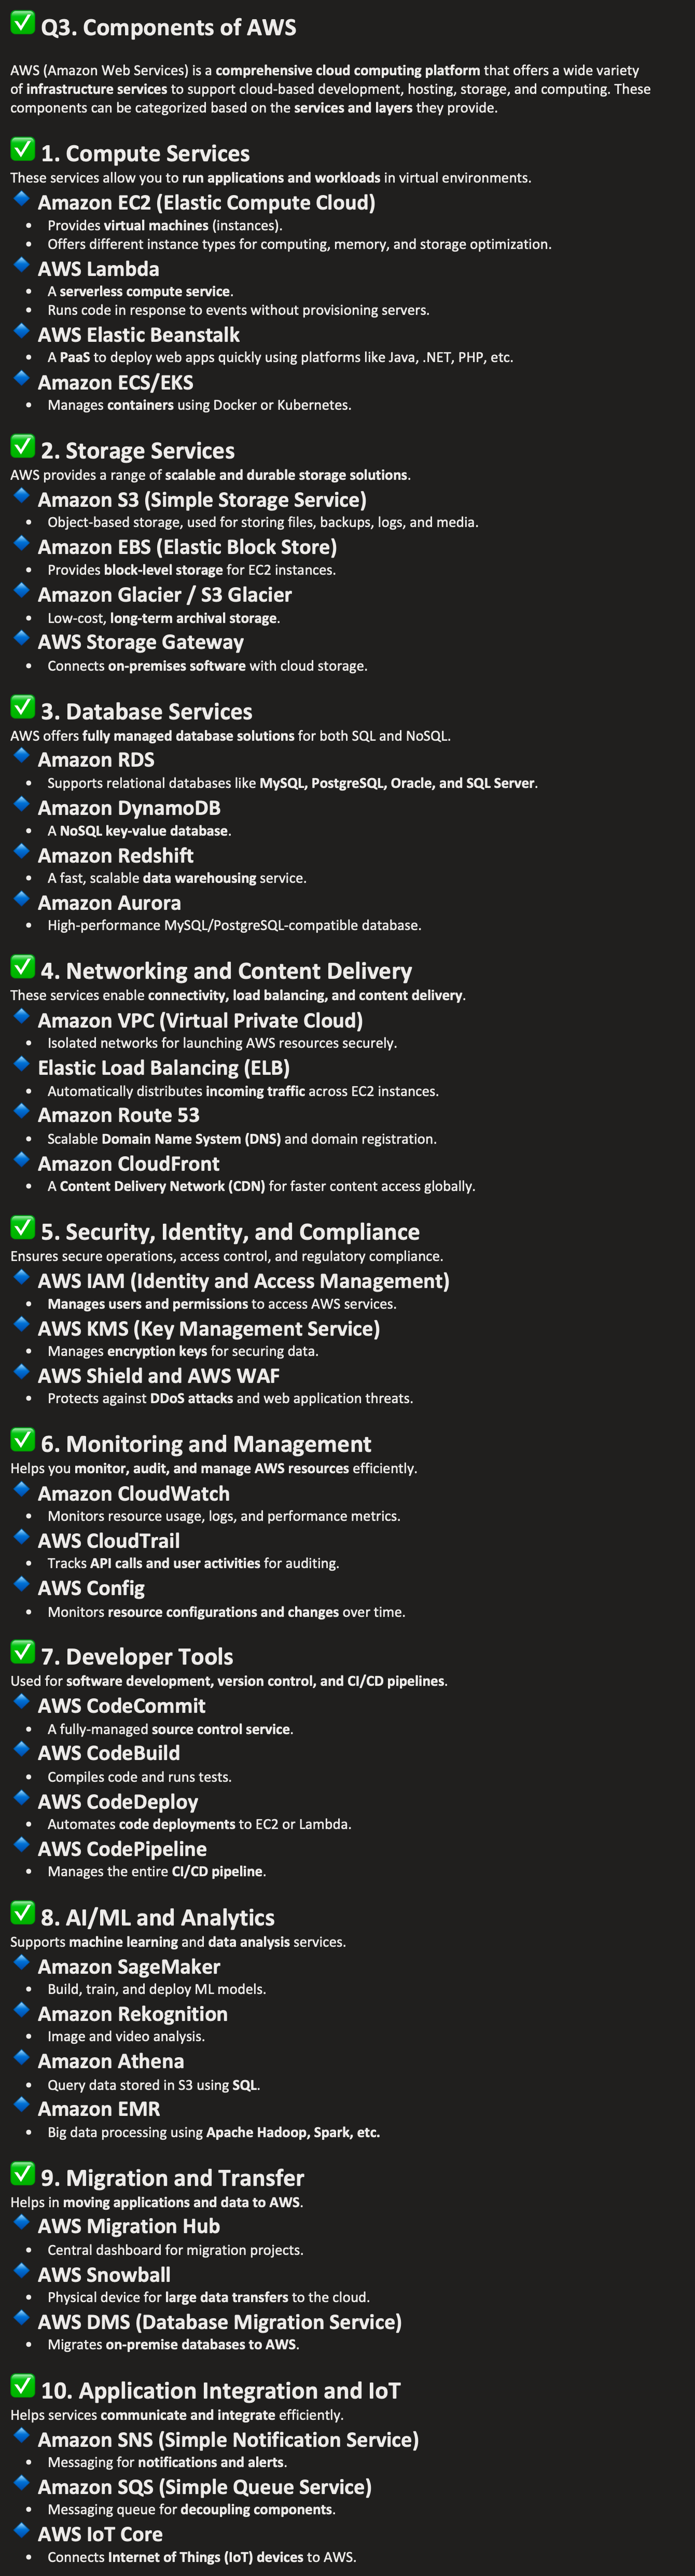 ✅ Q3. Components of AWS
AWS (Amazon Web Services) is a comprehensive cloud computing platform that offers a wide variety
of infrastructure services to support cloud-based development, hosting, storage, and computing. These
components can be categorized based on the services and layers they provide.
✅ 1. Compute Services
These services allow you to run applications and workloads in virtual environments.
🔹 Amazon EC2 (Elastic Compute Cloud)
• Provides virtual machines (instances).
• Offers different instance types for computing, memory, and storage optimization.
🔹 AWS Lambda
• A serverless compute service.
• Runs code in response to events without provisioning servers.
🔹 AWS Elastic Beanstalk
• A PaaS to deploy web apps quickly using platforms like Java, .NET, PHP, etc.
🔹 Amazon ECS/EKS
• Manages containers using Docker or Kubernetes.
✅ 2. Storage Services
AWS provides a range of scalable and durable storage solutions.
🔹 Amazon S3 (Simple Storage Service)
• Object-based storage, used for storing files, backups, logs, and media.
🔹 Amazon EBS (Elastic Block Store)
• Provides block-level storage for EC2 instances.
🔹 Amazon Glacier / S3 Glacier
• Low-cost, long-term archival storage.
🔹 AWS Storage Gateway
• Connects on-premises software with cloud storage.
✅ 3. Database Services
AWS offers fully managed database solutions for both SQL and NoSQL.
🔹 Amazon RDS
• Supports relational databases like MySQL, PostgreSQL, Oracle, and SQL Server.
🔹 Amazon DynamoDB
• A NoSQL key-value database.
🔹 Amazon Redshift
• A fast, scalable data warehousing service.
🔹 Amazon Aurora
• High-performance MySQL/PostgreSQL-compatible database.
✅ 4. Networking and Content Delivery
These services enable connectivity, load balancing, and content delivery.
🔹 Amazon VPC (Virtual Private Cloud)
• Isolated networks for launching AWS resources securely.
🔹 Elastic Load Balancing (ELB)
• Automatically distributes incoming traffic across EC2 instances.
🔹 Amazon Route 53
• Scalable Domain Name System (DNS) and domain registration.
🔹 Amazon CloudFront
• A Content Delivery Network (CDN) for faster content access globally.
✅ 5. Security, Identity, and Compliance
Ensures secure operations, access control, and regulatory compliance.
🔹 AWS IAM (Identity and Access Management)
• Manages users and permissions to access AWS services.
🔹 AWS KMS (Key Management Service)
• Manages encryption keys for securing data.
🔹 AWS Shield and AWS WAF
• Protects against DDoS attacks and web application threats.
✅ 6. Monitoring and Management
Helps you monitor, audit, and manage AWS resources efficiently.
🔹 Amazon CloudWatch
• Monitors resource usage, logs, and performance metrics.
🔹 AWS CloudTrail
• Tracks API calls and user activities for auditing.
🔹 AWS Config
• Monitors resource configurations and changes over time.
✅ 7. Developer Tools
Used for software development, version control, and CI/CD pipelines.
🔹 AWS CodeCommit
• A fully-managed source control service.
🔹 AWS CodeBuild
• Compiles code and runs tests.
🔹 AWS CodeDeploy
• Automates code deployments to EC2 or Lambda.
🔹 AWS CodePipeline
• Manages the entire CI/CD pipeline.
✅ 8. AI/ML and Analytics
Supports machine learning and data analysis services.
🔹 Amazon SageMaker
• Build, train, and deploy ML models.
🔹 Amazon Rekognition
• Image and video analysis.
🔹 Amazon Athena
• Query data stored in S3 using SQL.
🔹 Amazon EMR
• Big data processing using Apache Hadoop, Spark, etc.
✅ 9. Migration and Transfer
Helps in moving applications and data to AWS.
🔹 AWS Migration Hub
• Central dashboard for migration projects.
🔹 AWS Snowball
• Physical device for large data transfers to the cloud.
🔹 AWS DMS (Database Migration Service)
• Migrates on-premise databases to AWS.
✅ 10. Application Integration and IoT
Helps services communicate and integrate efficiently.
🔹 Amazon SNS (Simple Notification Service)
• Messaging for notifications and alerts.
🔹 Amazon SQS (Simple Queue Service)
• Messaging queue for decoupling components.
🔹 AWS IoT Core
• Connects Internet of Things (IoT) devices to AWS.